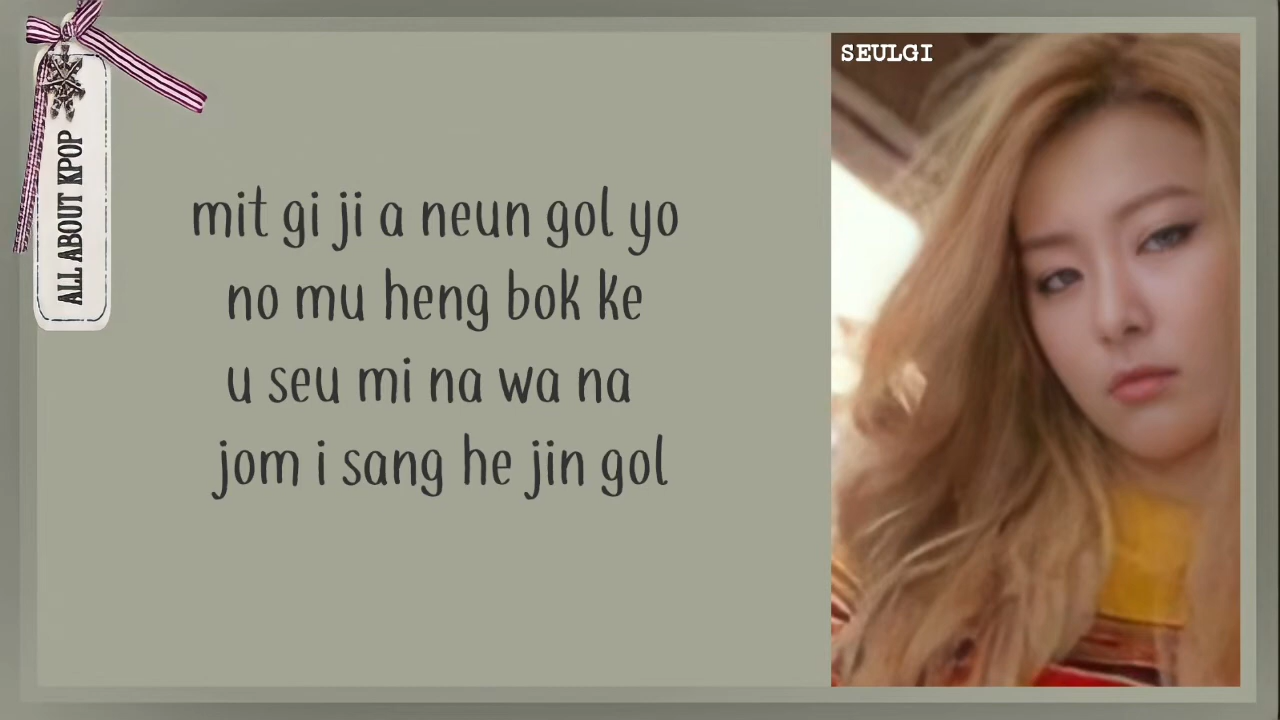 ALL ABOUT KPOP
SEULGI
mit gi ji a neun gol yo
no mu heng bok ke
u seu mi na wa na
jom i sang he jin gol